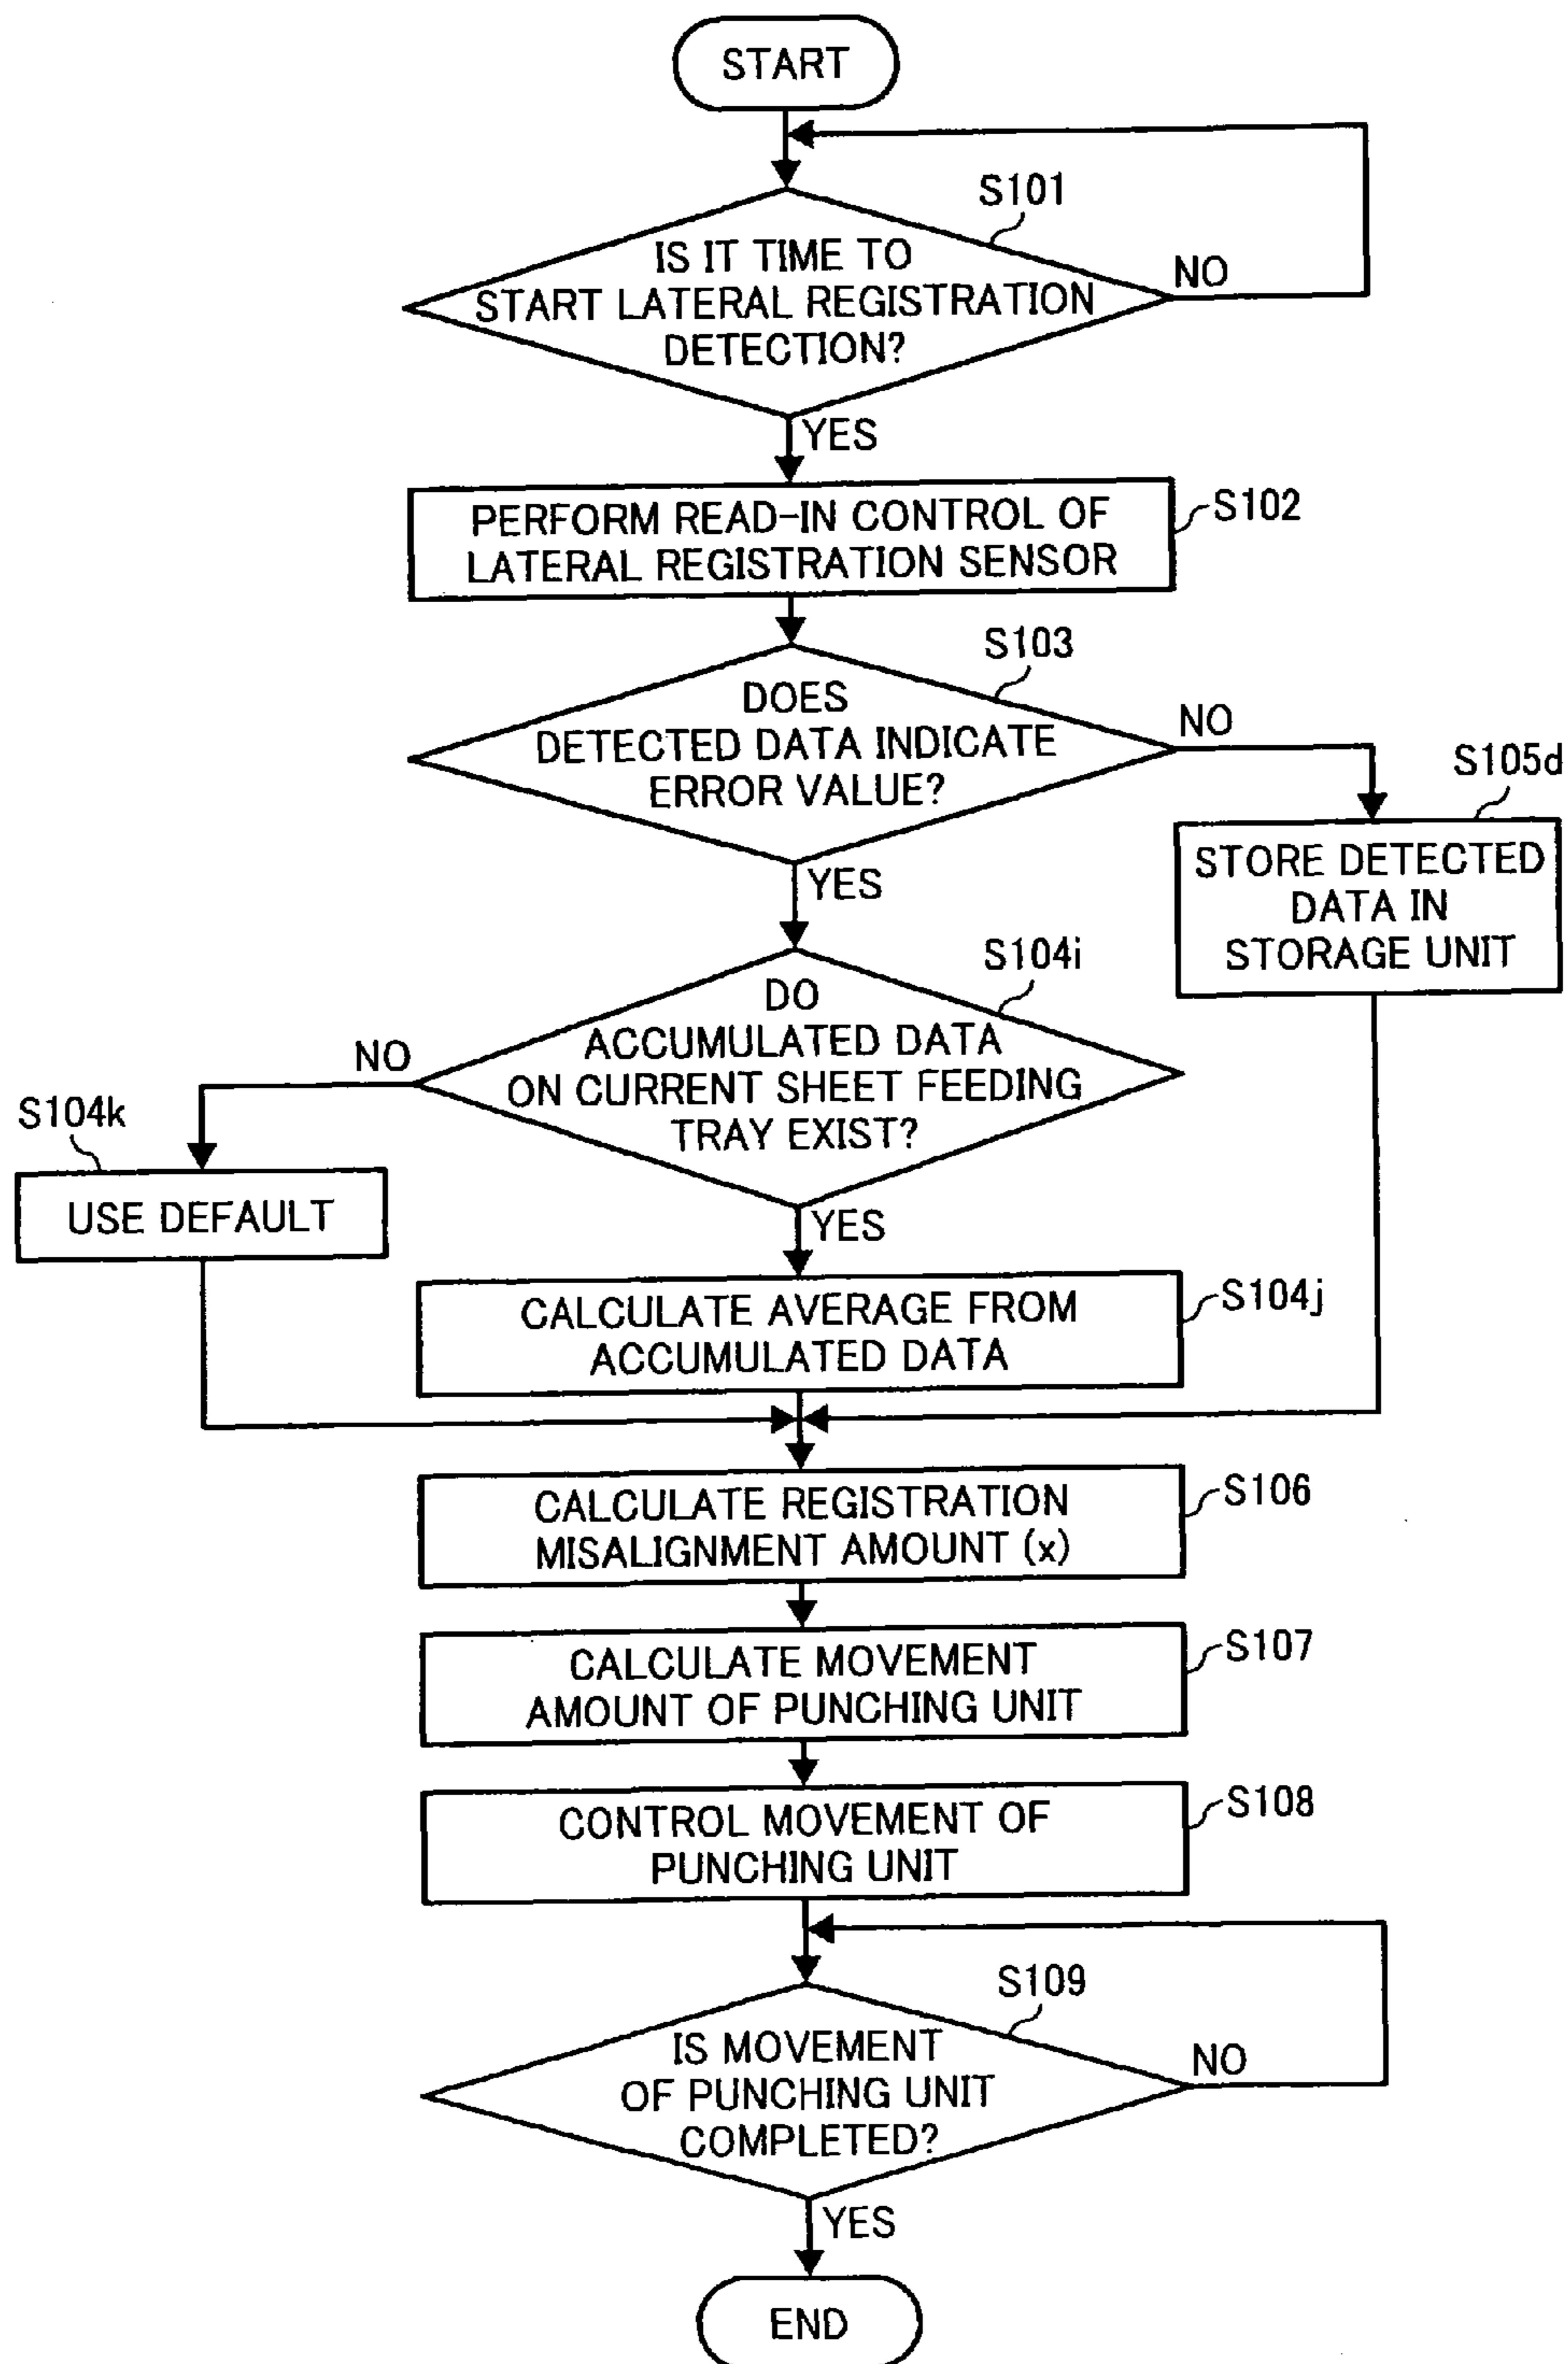 START
S101
IS IT TIME TO
START LATERAL REGISTRATION
DETECTION?
NO
YES
PERFORM READ-IN CONTROL OF
LATERAL REGISTRATION SENSOR
S102
S103
DOES
DETECTED DATA INDICATE
ERROR VALUE?
NO
YES
S105d
STORE DETECTED
DATA IN
STORAGE UNIT
S104i
DO
ACCUMULATED DATA
ON CURRENT SHEET FEEDING
TRAY EXIST?
NO
YES
S104k
USE DEFAULT
CALCULATE AVERAGE FROM
ACCUMULATED DATA
S104j
CALCULATE REGISTRATION
MISALIGNMENT AMOUNT (x)
S106
CALCULATE MOVEMENT
AMOUNT OF PUNCHING UNIT
S107
CONTROL MOVEMENT OF
PUNCHING UNIT
S108
S109
IS MOVEMENT
OF PUNCHING UNIT
COMPLETED?
NO
YES
END